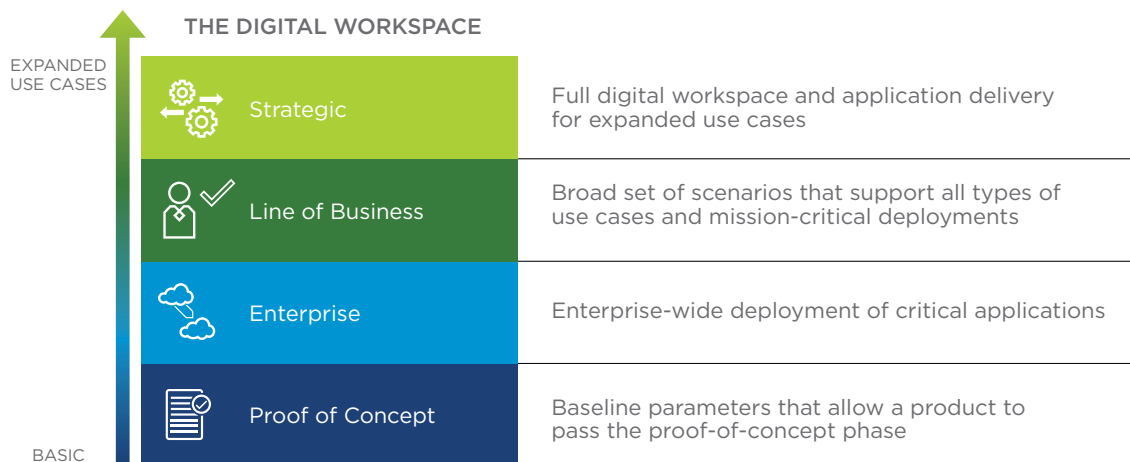 THE DIGITAL WORKSPACE
EXPANDED
USE CASES
Strategic
Full digital workspace and application delivery
for expanded use cases
Line of Business
Broad set of scenarios that support all types of
use cases and mission-critical deployments
Enterprise
Enterprise-wide deployment of critical applications
Proof of Concept
Baseline parameters that allow a product to
pass the proof-of-concept phase
BASIC